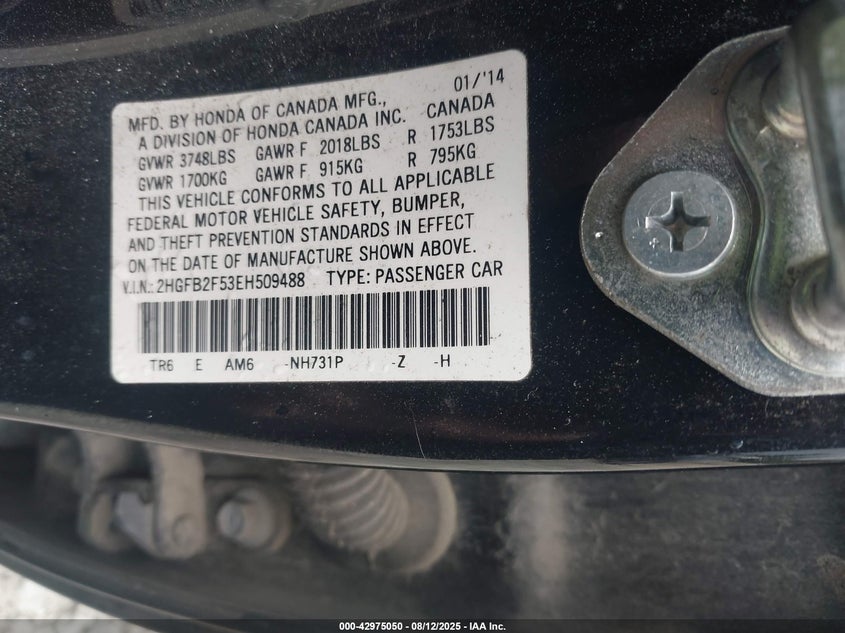 01/'14
MFD. BY HONDA OF CANADA MFG.,
A DIVISION OF HONDA CANADA INC. CANADA
GVWR 3748LBS GAWR F 2018LBS R 1753LBS
GVWR 1700KG GAWR F 915KG R 795KG
THIS VEHICLE CONFORMS TO ALL APPLICABLE
FEDERAL MOTOR VEHICLE SAFETY, BUMPER,
AND THEFT PREVENTION STANDARDS IN EFFECT
ON THE DATE OF MANUFACTURE SHOWN ABOVE.
V.I.N.: 2HGFB2F53EH509488 TYPE: PASSENGER CAR
TR6 E AM6 -NH731P -Z -H
000-42975050 - 08/12/2025 - IAA Inc.